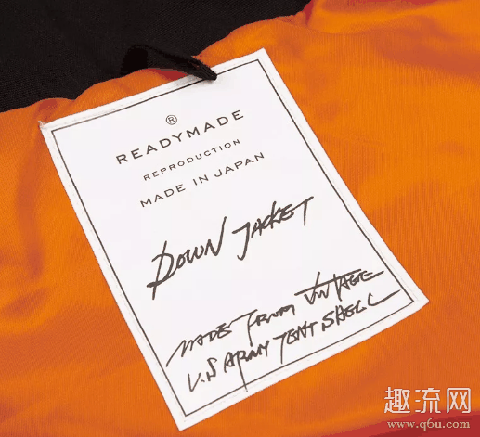 ®
READYMADE
REPRODUCTION
MADE IN JAPAN
DOWN JACKET
MADE FROM VINTAGE
U.S ARMY TENT SHELL
趣流网
www.q6u.com